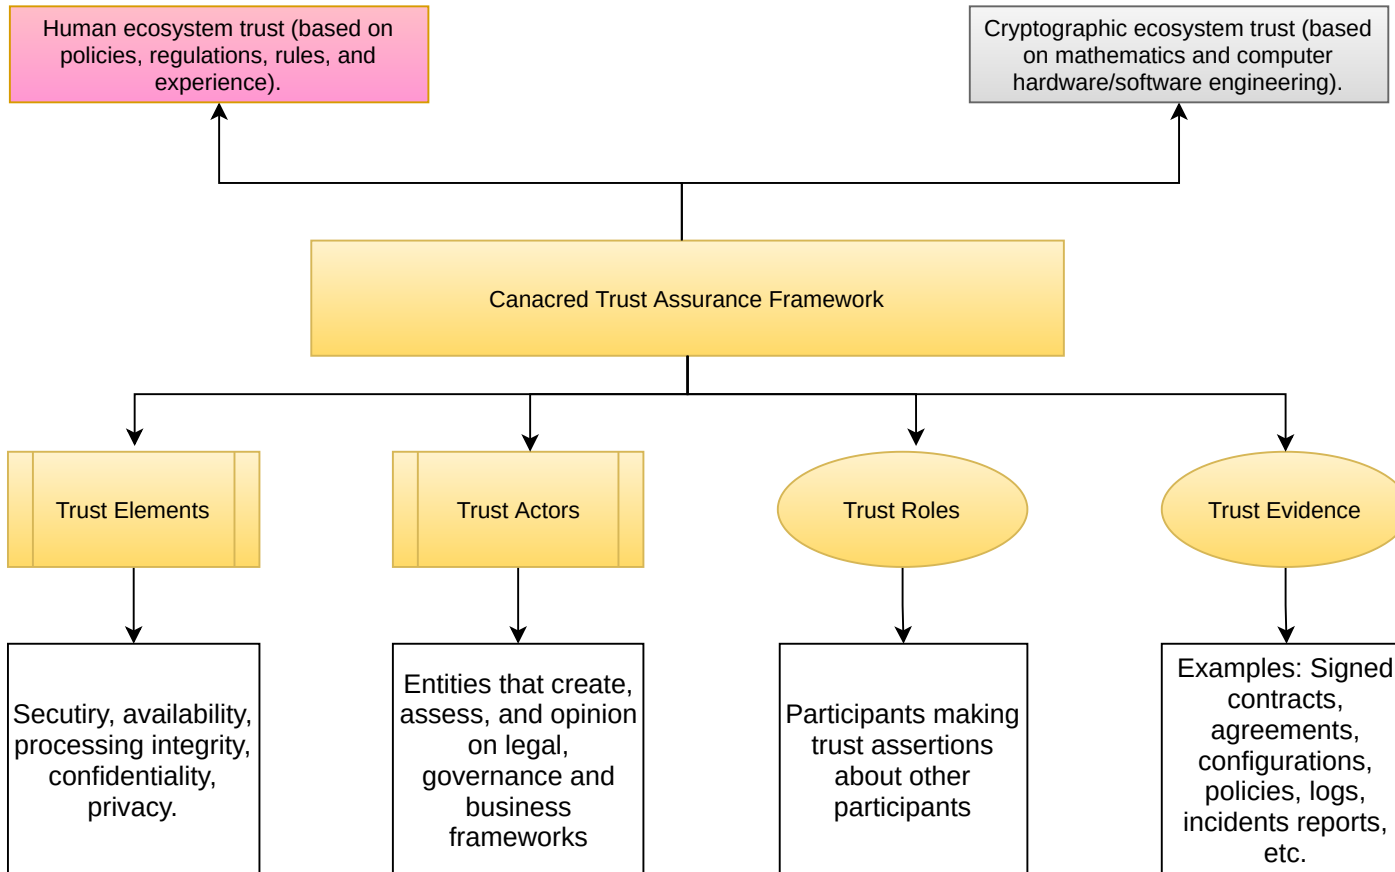 Human ecosystem trust (based on
policies, regulations, rules, and
experience).
Cryptographic ecosystem trust (based
on mathematics and computer
hardware/software engineering).
Canacred Trust Assurance Framework
Trust Elements
Trust Actors
Trust Roles
Trust Evidence
Secutiry, availability,
processing integrity,
confidentiality,
privacy.
Entities that create,
assess, and opinion
on legal,
governance and
business
frameworks
Participants making
trust assertions
about other
participants
Examples: Signed
contracts,
agreements,
configurations,
policies, logs,
incidents reports,
etc.